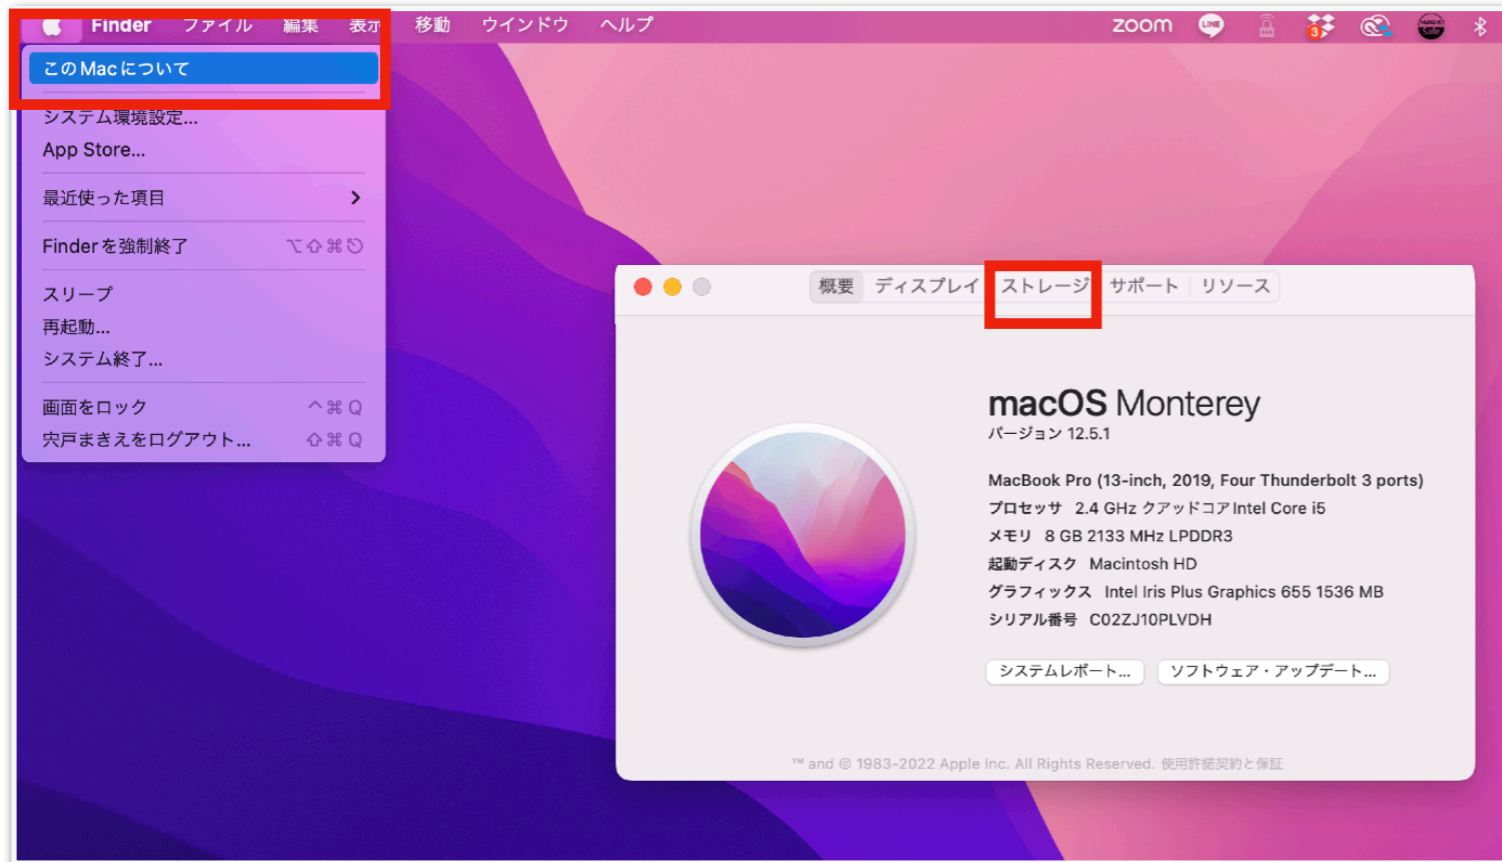 Finder ファイル 編集 表示 移動 ウインドウ ヘルプ zoom LINE 3
このMacについて
システム環境設定...
App Store...
最近使った項目
Finderを強制終了 ⌥⇧⌘⎋
スリープ
再起動...
システム終了...
画面をロック ^⌘Q
宍戸まきえをログアウト... ⇧⌘Q
概要 ディスプレイ ストレージ サポート リソース
macOS Monterey
バージョン 12.5.1
MacBook Pro (13-inch, 2019, Four Thunderbolt 3 ports)
プロセッサ 2.4 GHz クアッドコアIntel Core i5
メモリ 8 GB 2133 MHz LPDDR3
起動ディスク Macintosh HD
グラフィックス Intel Iris Plus Graphics 655 1536 MB
シリアル番号 C02ZJ10PLVDH
システムレポート... ソフトウェア・アップデート...
™ and © 1983-2022 Apple Inc. All Rights Reserved. 使用許諾契約と保証